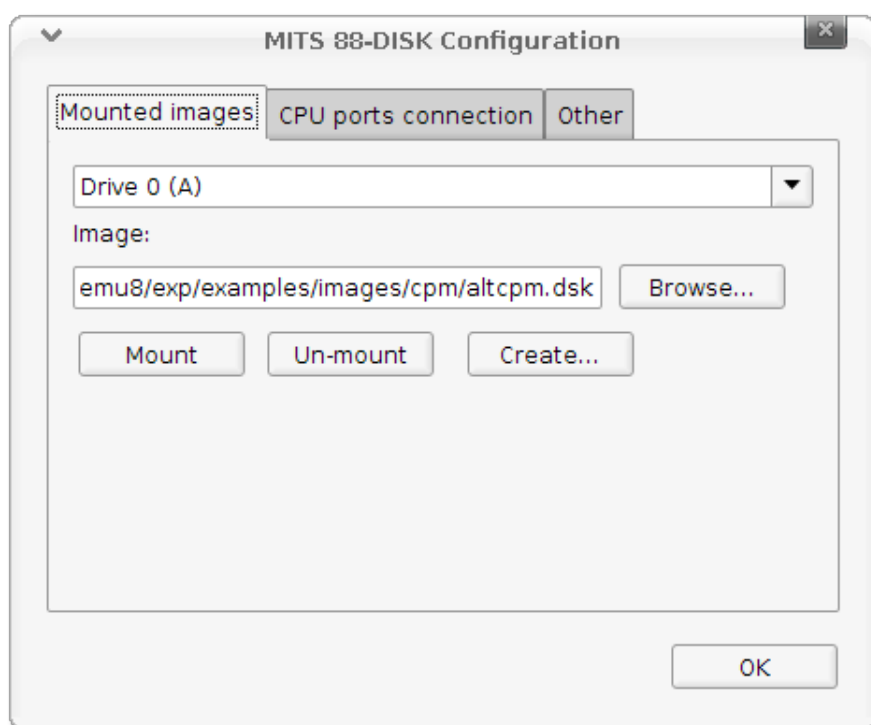 MITS 88-DISK Configuration
Mounted images CPU ports connection Other
Drive 0 (A)
Image:
emu8/exp/examples/images/cpm/altcpm.dsk Browse...
Mount Un-mount Create...
OK